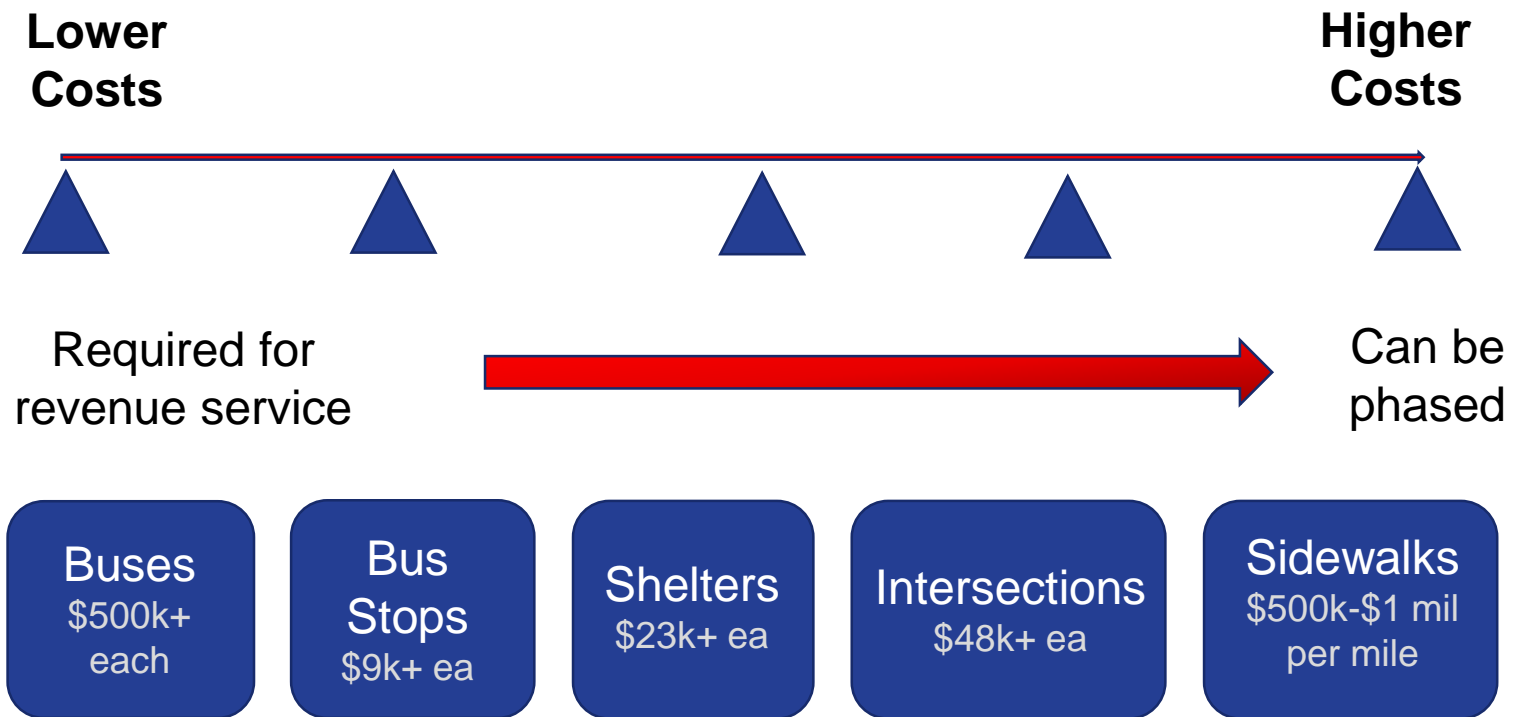 Lower
Costs
Higher
Costs
Required for
revenue service
Can be
phased
Buses
$500k+
each
Bus
Stops
$9k+ ea
Shelters
$23k+ ea
Intersections
$48k+ ea
Sidewalks
$500k-$1 mil
per mile